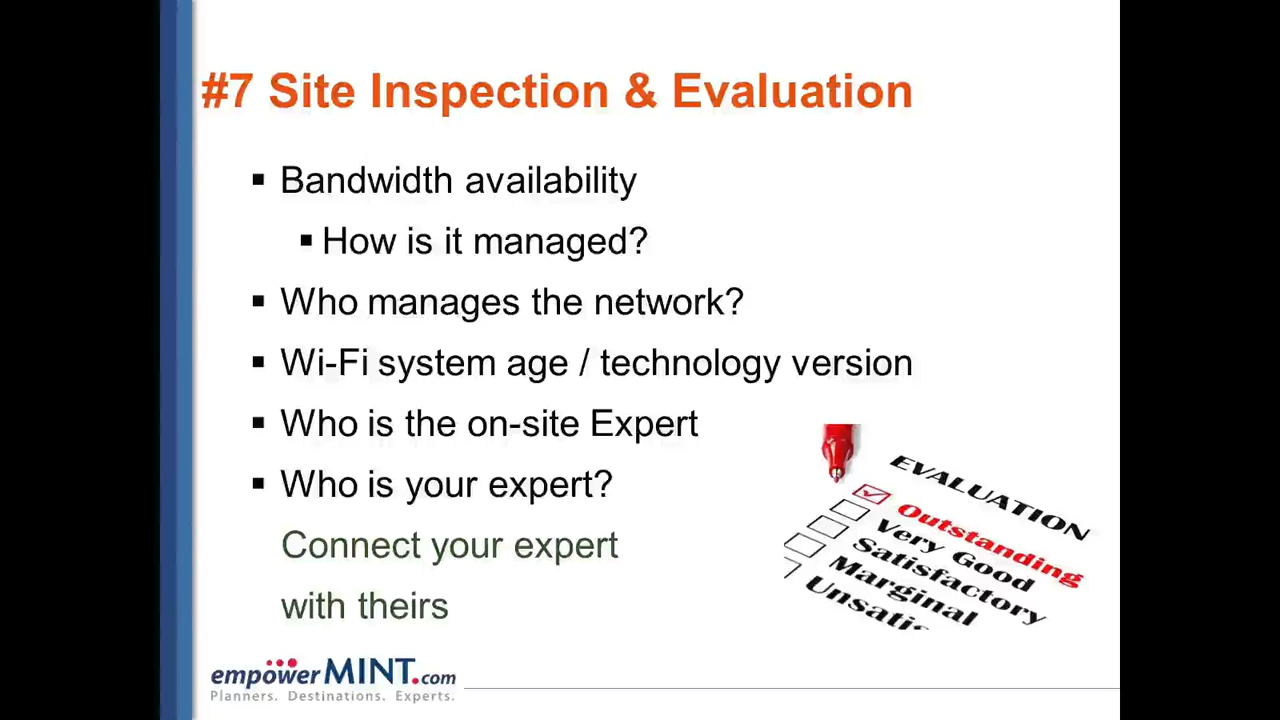 #7 Site Inspection & Evaluation
▪ Bandwidth availability
▪ How is it managed?
▪ Who manages the network?
▪ Wi-Fi system age / technology version
▪ Who is the on-site Expert
▪ Who is your expert?
Connect your expert
with theirs
EVALUATION
Outstanding
Very Good
Satisfactory
Marginal
empowerMINT.com
Planners. Destinations. Experts.